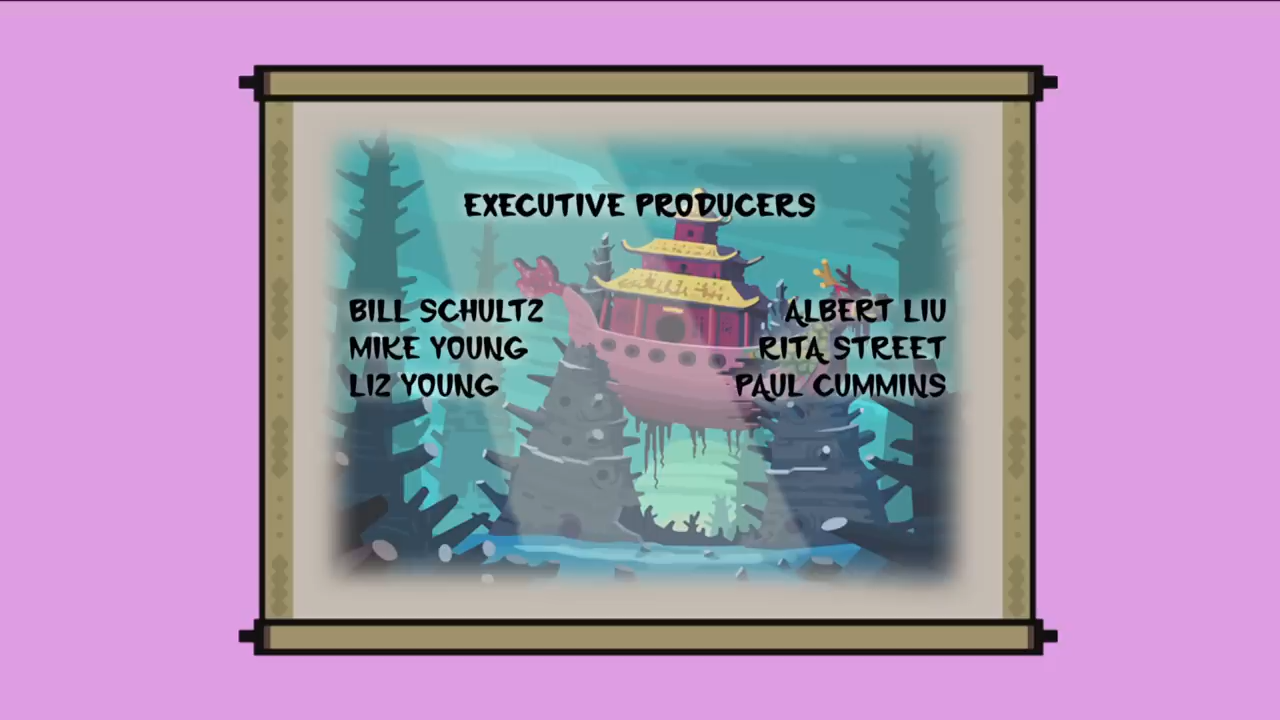 EXECUTIVE PRODUCERS
BILL SCHULTZ
MIKE YOUNG
LIZ YOUNG
ALBERT LIU
RITA STREET
PAUL CUMMINS